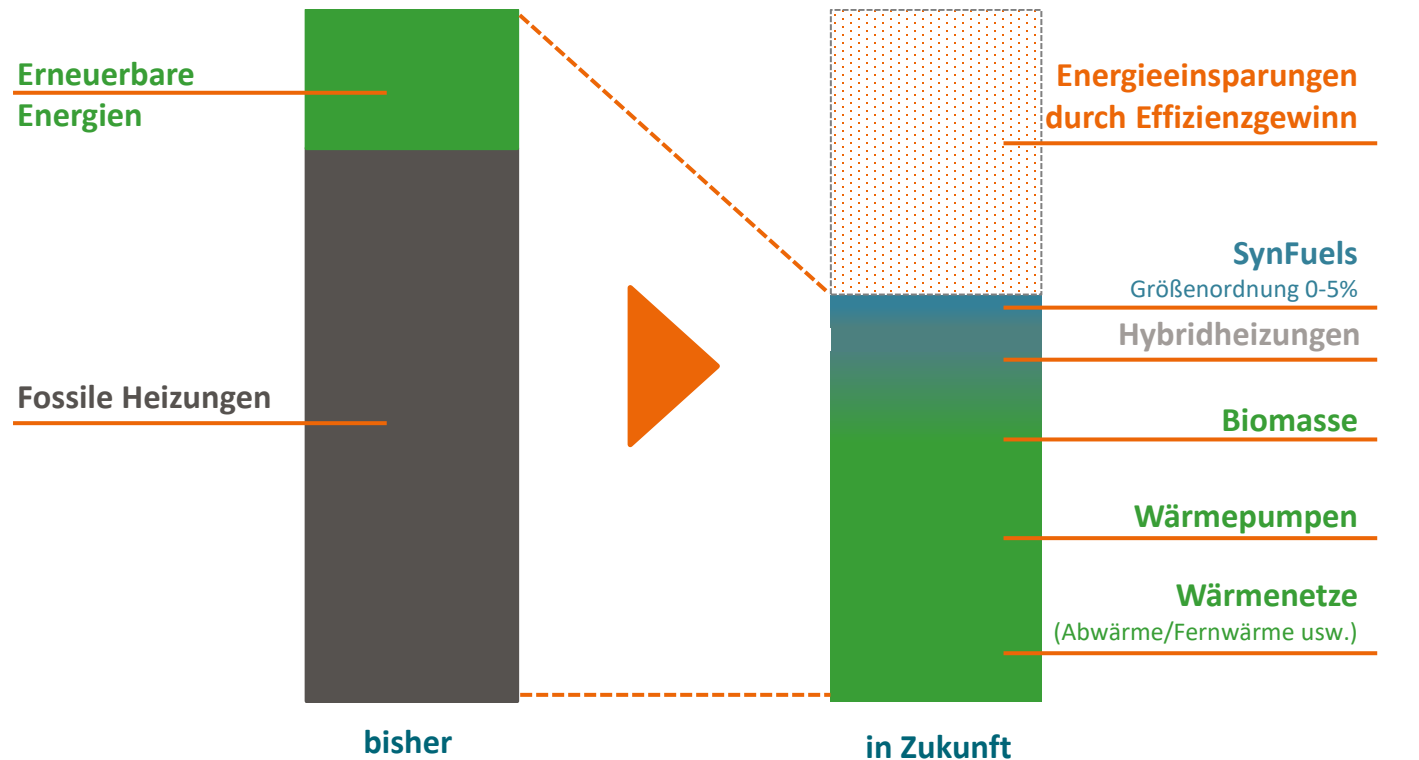 Erneuerbare
Energien
Fossile Heizungen
bisher
Energieeinsparungen
durch Effizienzgewinn
SynFuels
Größenordnung 0-5%
Hybridheizungen
Biomasse
Wärmepumpen
Wärmenetze
(Abwärme/Fernwärme usw.)
in Zukunft